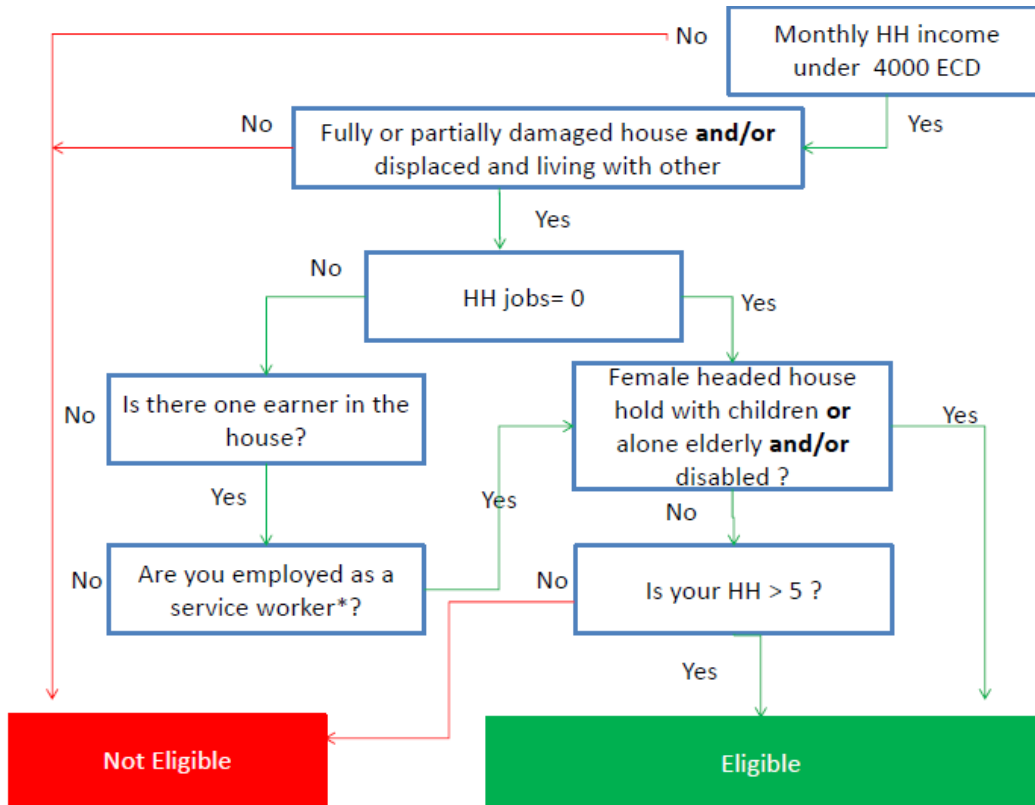 No
Monthly HH income
under 4000 ECD
No
Yes
Fully or partially damaged house and/or
displaced and living with other
Yes
No
HH jobs= 0
Yes
No
Is there one earner in the
house?
Female headed house
hold with children or
alone elderly and/or
disabled ?
Yes
Yes
Yes
No
No
Are you employed as a
service worker*?
No
Is your HH > 5 ?
Yes
Not Eligible
Eligible